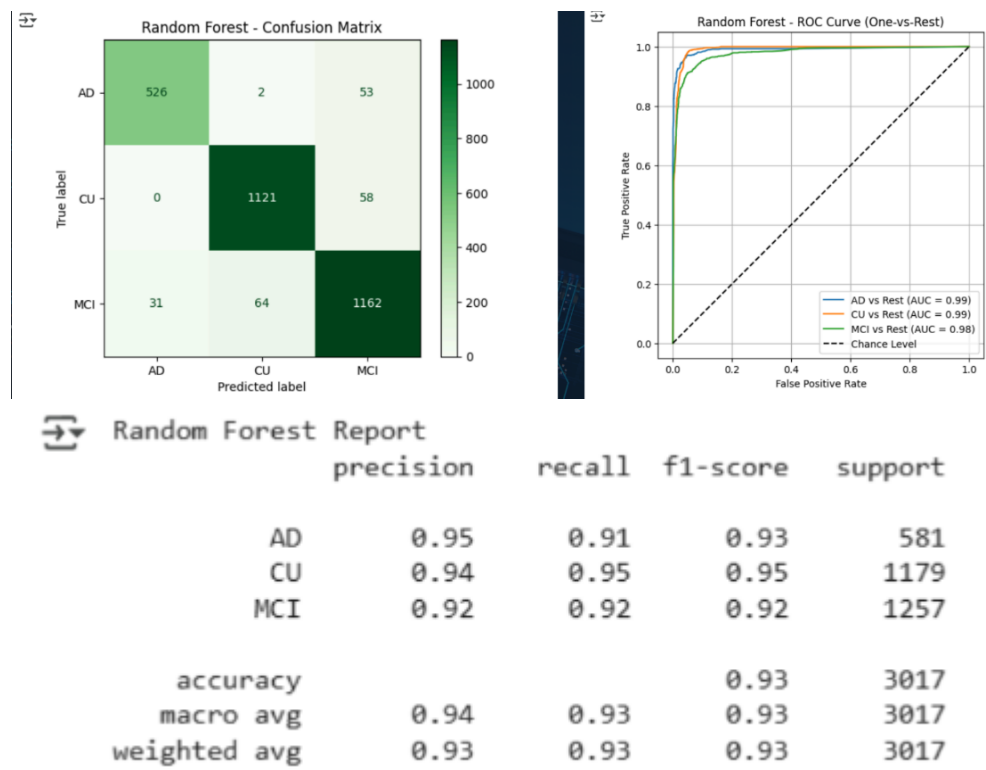 Random Forest - Confusion Matrix
True label
AD 526 2 53
CU 0 1121 58
MCI 31 64 1162
AD CU MCI
Predicted label
1000
800
600
400
200
0
Random Forest - ROC Curve (One-vs-Rest)
True Positive Rate
1.0
0.8
0.6
0.4
0.2
0.0
AD vs Rest (AUC = 0.99)
CU vs Rest (AUC = 0.99)
MCI vs Rest (AUC = 0.98)
Chance Level
0.0 0.2 0.4 0.6 0.8 1.0
False Positive Rate
Random Forest Report
precision recall f1-score support
AD 0.95 0.91 0.93 581
CU 0.94 0.95 0.95 1179
MCI 0.92 0.92 0.92 1257
accuracy 0.93 3017
macro avg 0.94 0.93 0.93 3017
weighted avg 0.93 0.93 0.93 3017